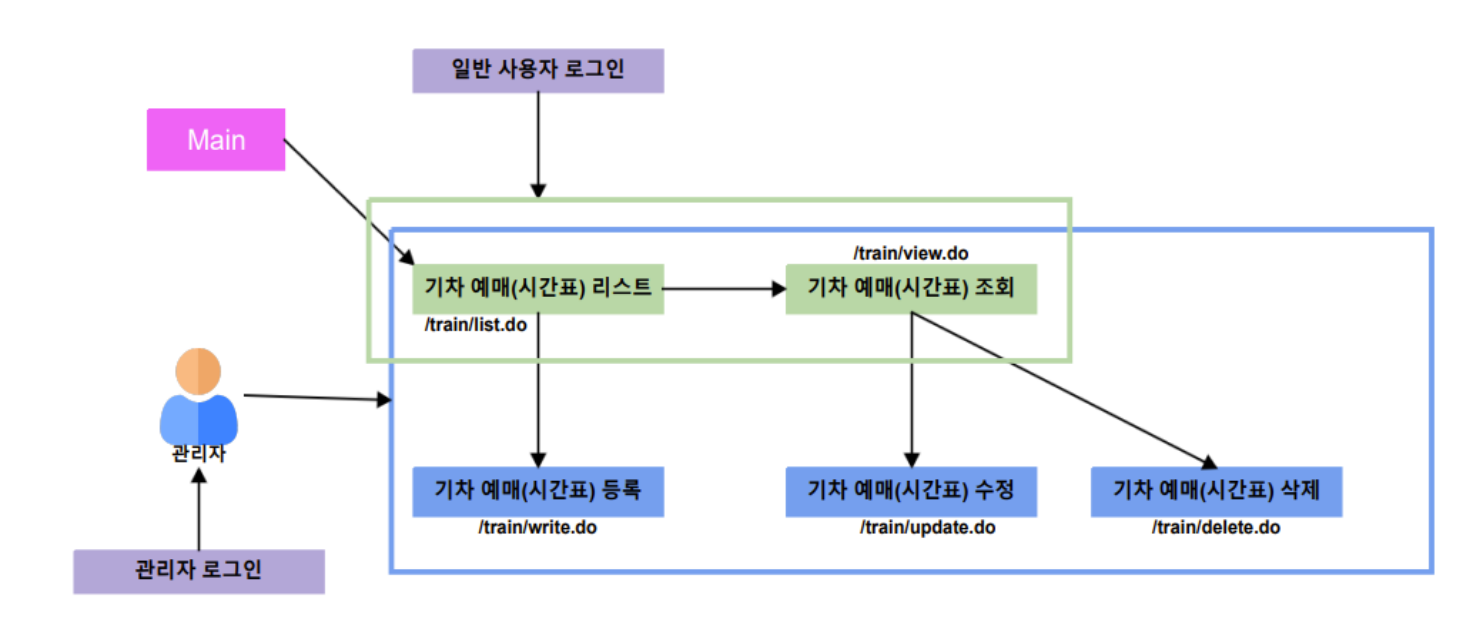 일반 사용자 로그인
Main
/train/view.do
기차 예매(시간표) 리스트
기차 예매(시간표) 조회
/train/list.do
관리자
기차 예매(시간표) 등록
기차 예매(시간표) 수정
기차 예매(시간표) 삭제
/train/write.do
/train/update.do
/train/delete.do
관리자 로그인